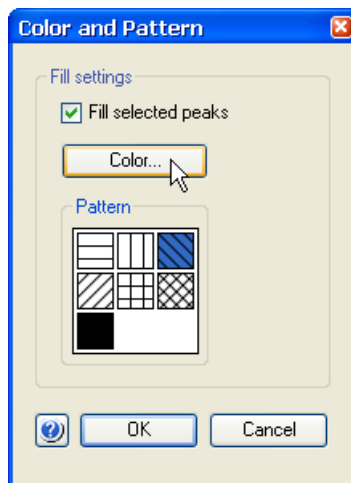 Color and Pattern
Fill settings
Fill selected peaks
Color...
Pattern
OK
Cancel